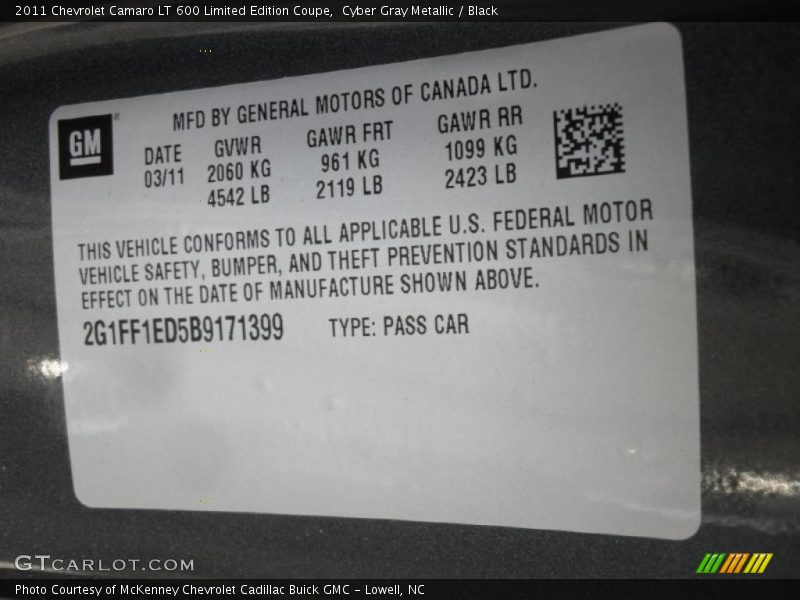 2011 Chevrolet Camaro LT 600 Limited Edition Coupe, Cyber Gray Metallic / Black
GM
®
MFD BY GENERAL MOTORS OF CANADA LTD.
DATE GVWR GAWR FRT GAWR RR
03/11 2060 KG 961 KG 1099 KG
4542 LB 2119 LB 2423 LB
THIS VEHICLE CONFORMS TO ALL APPLICABLE U.S. FEDERAL MOTOR
VEHICLE SAFETY, BUMPER, AND THEFT PREVENTION STANDARDS IN
EFFECT ON THE DATE OF MANUFACTURE SHOWN ABOVE.
2G1FF1ED5B9171399 TYPE: PASS CAR
GTCARLOT.COM
Photo Courtesy of McKenney Chevrolet Cadillac Buick GMC - Lowell, NC